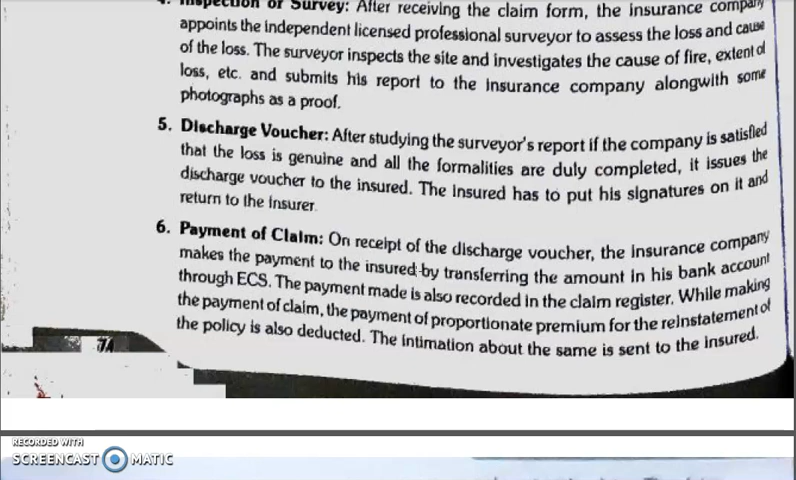 4. Inspection or Survey: After receiving the claim form, the insurance company
appoints the independent licensed professional surveyor to assess the loss and cause
of the loss. The surveyor inspects the site and investigates the cause of fire, extent of
loss, etc. and submits his report to the insurance company alongwith some
photographs as a proof.
5. Discharge Voucher: After studying the surveyor's report if the company is satisfied
that the loss is genuine and all the formalities are duly completed, it issues the
discharge voucher to the insured. The insured has to put his signatures on it and
return to the insurer.
6. Payment of Claim: On receipt of the discharge voucher, the insurance company
makes the payment to the insured by transferring the amount in his bank account
through ECS. The payment made is also recorded in the claim register. While making
the payment of claim, the payment of proportionate premium for the reinstatement of
the policy is also deducted. The intimation about the same is sent to the insured.
74
RECORDED WITH
SCREENCAST MATIC